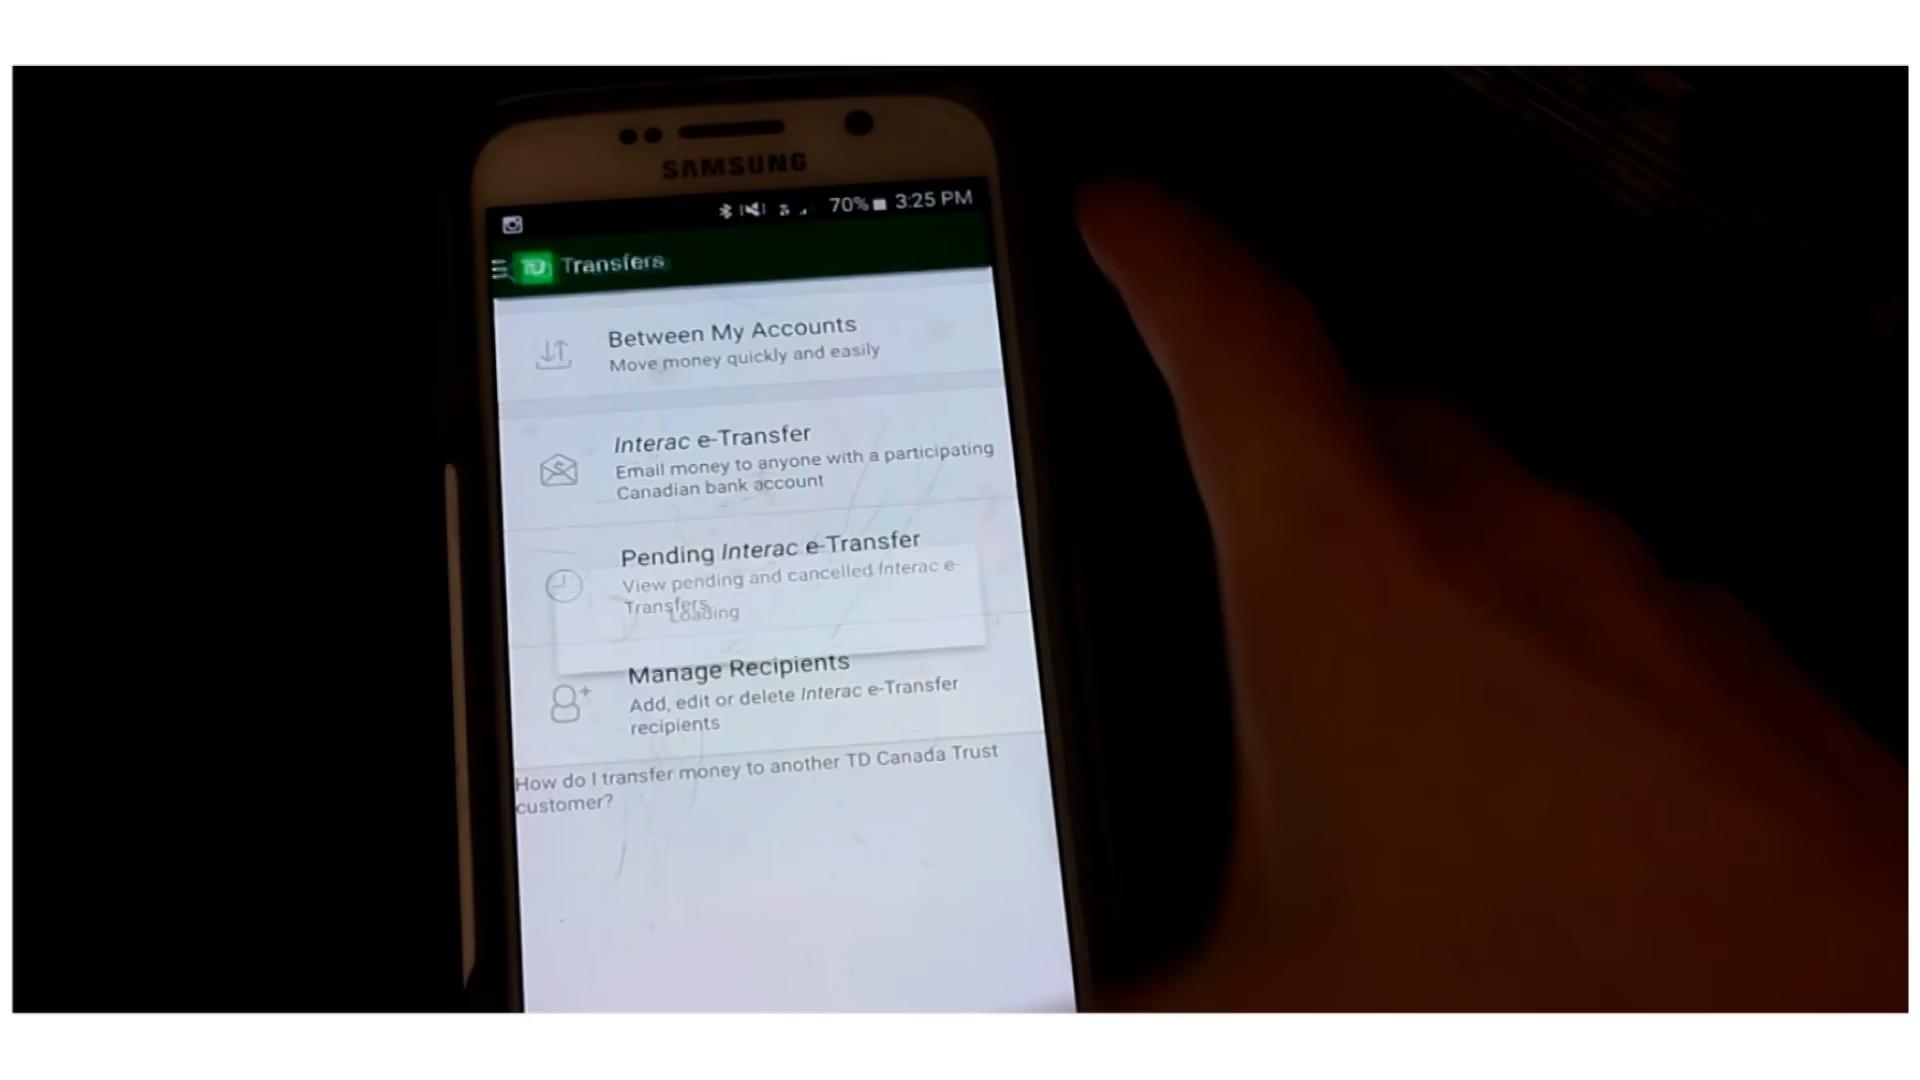 SAMSUNG
70% 3:25 PM
TD Transfers
Between My Accounts
Move money quickly and easily
Interac e-Transfer
Email money to anyone with a participating
Canadian bank account
Pending Interac e-Transfer
View pending and cancelled Interac e-
Transfers
Loading
Manage Recipients
Add, edit or delete Interac e-Transfer
recipients
How do I transfer money to another TD Canada Trust
customer?